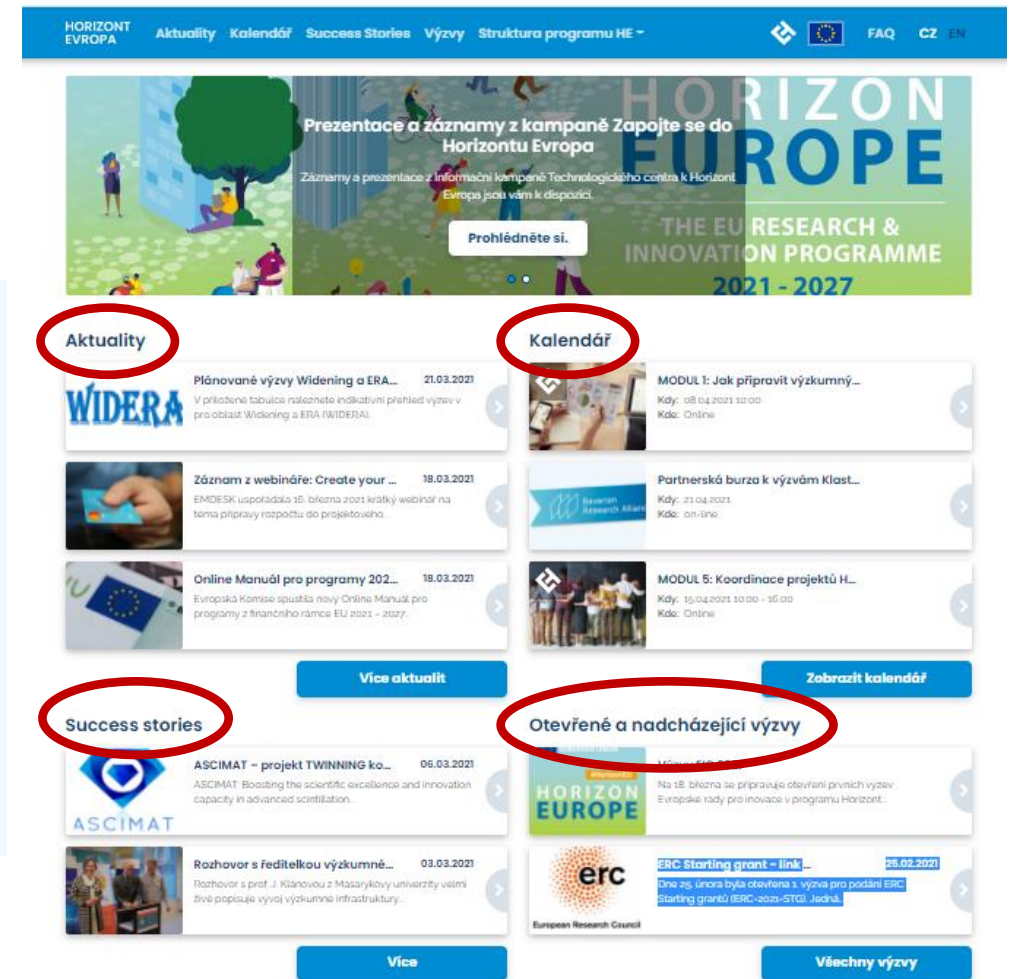 HORIZONT
EVROPA
Aktuality Kalendář Success Stories Výzvy Struktura programu HE
FAQ CZ EN
HORIZON
EUROPE
THE EU RESEARCH &
INNOVATION PROGRAMME
2021 - 2027
Prezentace a záznamy z kampaně Zapojte se do
Horizontu Evropa
Záznamy a prezentace z informační kampaně Technologického centra k Horizont
Evropa jsou vám k dispozici.
Prohlédněte si.
Aktuality
WIDERA
Plánované výzvy Widening a ERA... 21.03.2021
V přiložené tabulce naleznete indikativní přehled výzev v
pro oblast Widening a ERA (WIDERA).
Záznam z webináře: Create your ... 18.03.2021
EMDESK uspořádala 16. března 2021 krátký webinář na
téma přípravy rozpočtu do projektového...
Online Manuál pro programy 202... 18.03.2021
Evropská Komise spustila nový Online Manuál pro
programy z finančního rámce EU 2021 - 2027.
Více aktualit
Kalendář
MODUL 1: Jak připravit výzkumný...
Kdy: 08.04.2021 10:00
Kde: Online
Bavarian
Research Allian
Partnerská burza k výzvám Klast...
Kdy: 21.04.2021
Kde: on-line
MODUL 5: Koordinace projektů H...
Kdy: 15.04.2021 10:00 - 16:00
Kde: Online
Zobrazit kalendář
Success stories
ASCIMAT
ASCIMAT – projekt TWINNING ko... 06.03.2021
ASCIMAT: Boosting the scientific excellence and innovation
capacity in advanced scintillation...
Rozhovor s ředitelkou výzkumné... 03.03.2021
Rozhovor s prof. J. Klánovou z Masarykovy univerzity velmi
živě popisuje vývoj výzkumné infrastruktury...
Více
Otevřené a nadcházející výzvy
HORIZON
EUROPE
Výzvy EIC 2021
Na 18. března se připravuje otevření prvních výzev
Evropské rady pro inovace v programu Horizont...
erc
European Research Council
ERC Starting grant - link ... 25.02.2021
Dne 25. února byla otevřena 1. výzva pro podání ERC
Starting grantů (ERC-2021-STG). Jedná...
Všechny výzvy